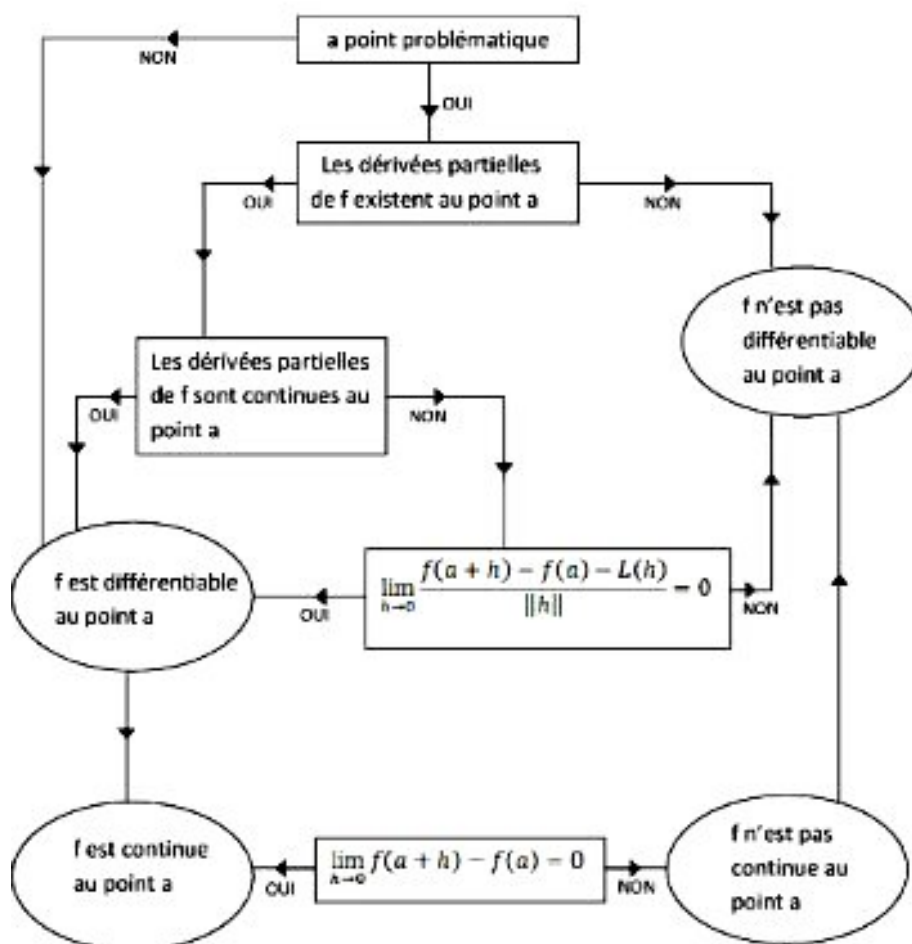 a point problématique
NON
OUI
Les dérivées partielles
de f existent au point a
OUI
NON
f n'est pas
différentiable
au point a
Les dérivées partielles
de f sont continues au
point a
OUI
NON
f est différentiable
au point a
lim h→0 f(a + h) − f(a) − L(h) / ‖h‖ = 0
OUI
NON
f est continue
au point a
lim h→0 f(a + h) − f(a) = 0
OUI
NON
f n'est pas
continue au
point a